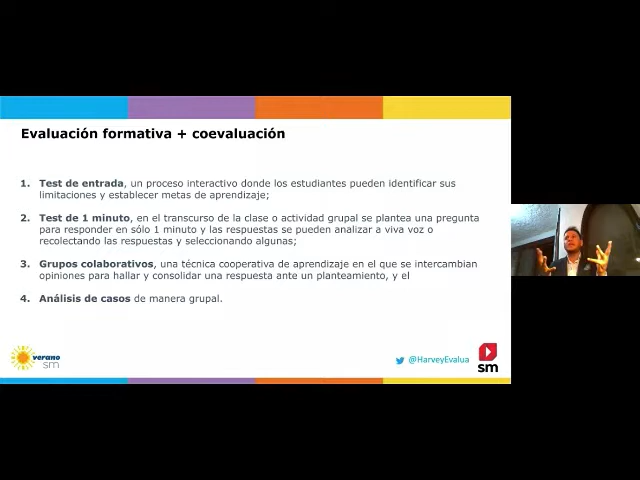 Evaluación formativa + coevaluación
1. Test de entrada, un proceso interactivo donde los estudiantes pueden identificar sus
limitaciones y establecer metas de aprendizaje;
2. Test de 1 minuto, en el transcurso de la clase o actividad grupal se plantea una pregunta
para responder en sólo 1 minuto y las respuestas se pueden analizar a viva voz o
recolectando las respuestas y seleccionando algunas;
3. Grupos colaborativos, una técnica cooperativa de aprendizaje en el que se intercambian
opiniones para hallar y consolidar una respuesta ante un planteamiento, y el
4. Análisis de casos de manera grupal.
verano
sm
@HarveyEvalua
sm